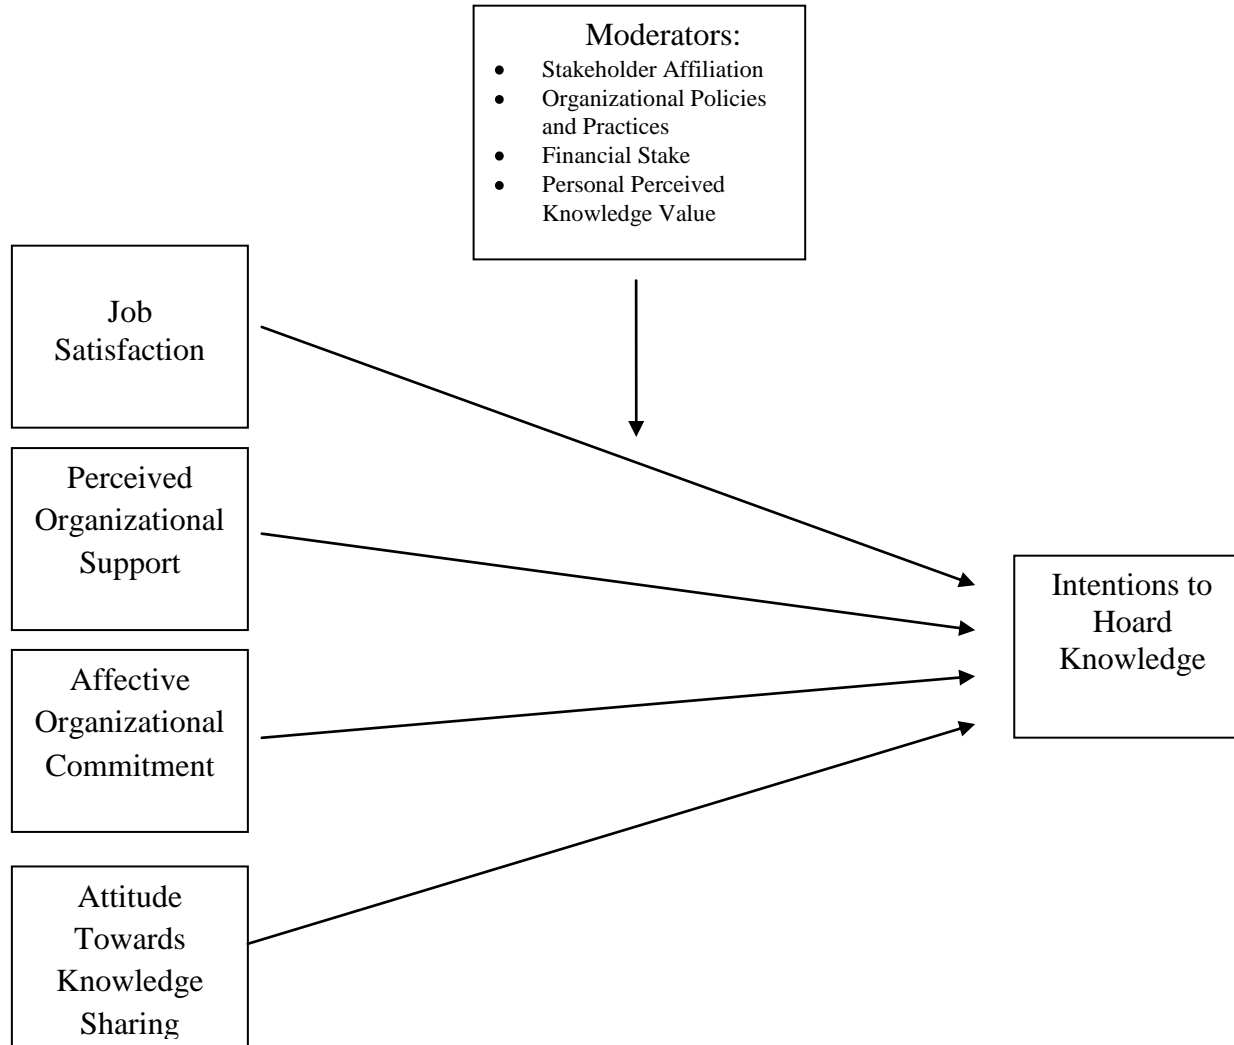 Moderators:
• Stakeholder Affiliation
• Organizational Policies
and Practices
• Financial Stake
• Personal Perceived
Knowledge Value
Job
Satisfaction
Perceived
Organizational
Support
Affective
Organizational
Commitment
Attitude
Towards
Knowledge
Sharing
Intentions to
Hoard
Knowledge